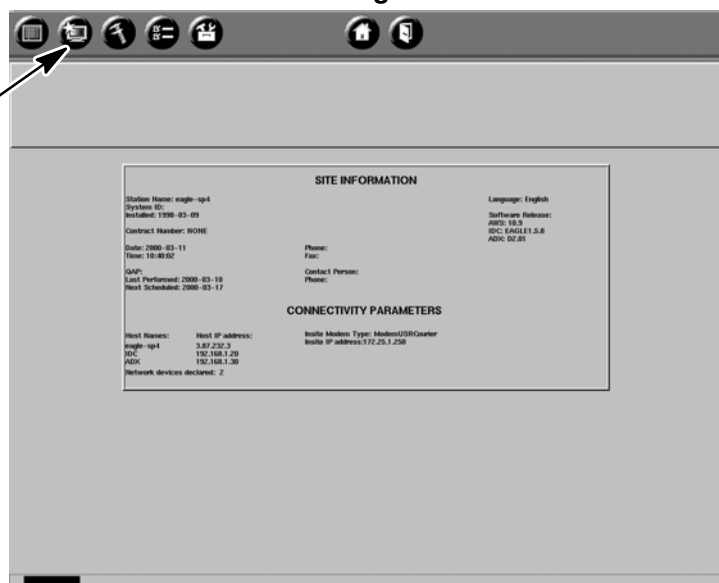 SITE INFORMATION
Station Name: eagle-sp4
Language: English
System ID:
Installed: 1998-03-09
Software Release:
AWS: 10.9
Contract Number: NONE
IDC: EAGLE1.5.8
ADX: D2.01
Date: 2000-03-11
Phone:
Time: 10:40:02
Fax:
QAP:
Contact Person:
Last Performed: 2000-03-10
Phone:
Next Scheduled: 2000-03-17
CONNECTIVITY PARAMETERS
Host Names: Host IP address:
Insite Modem Type: ModemUSRCourier
Insite IP address:172.25.1.250
eagle-sp4 3.87.232.3
IDC 192.168.1.20
ADX 192.168.1.30
Network devices declared: 2